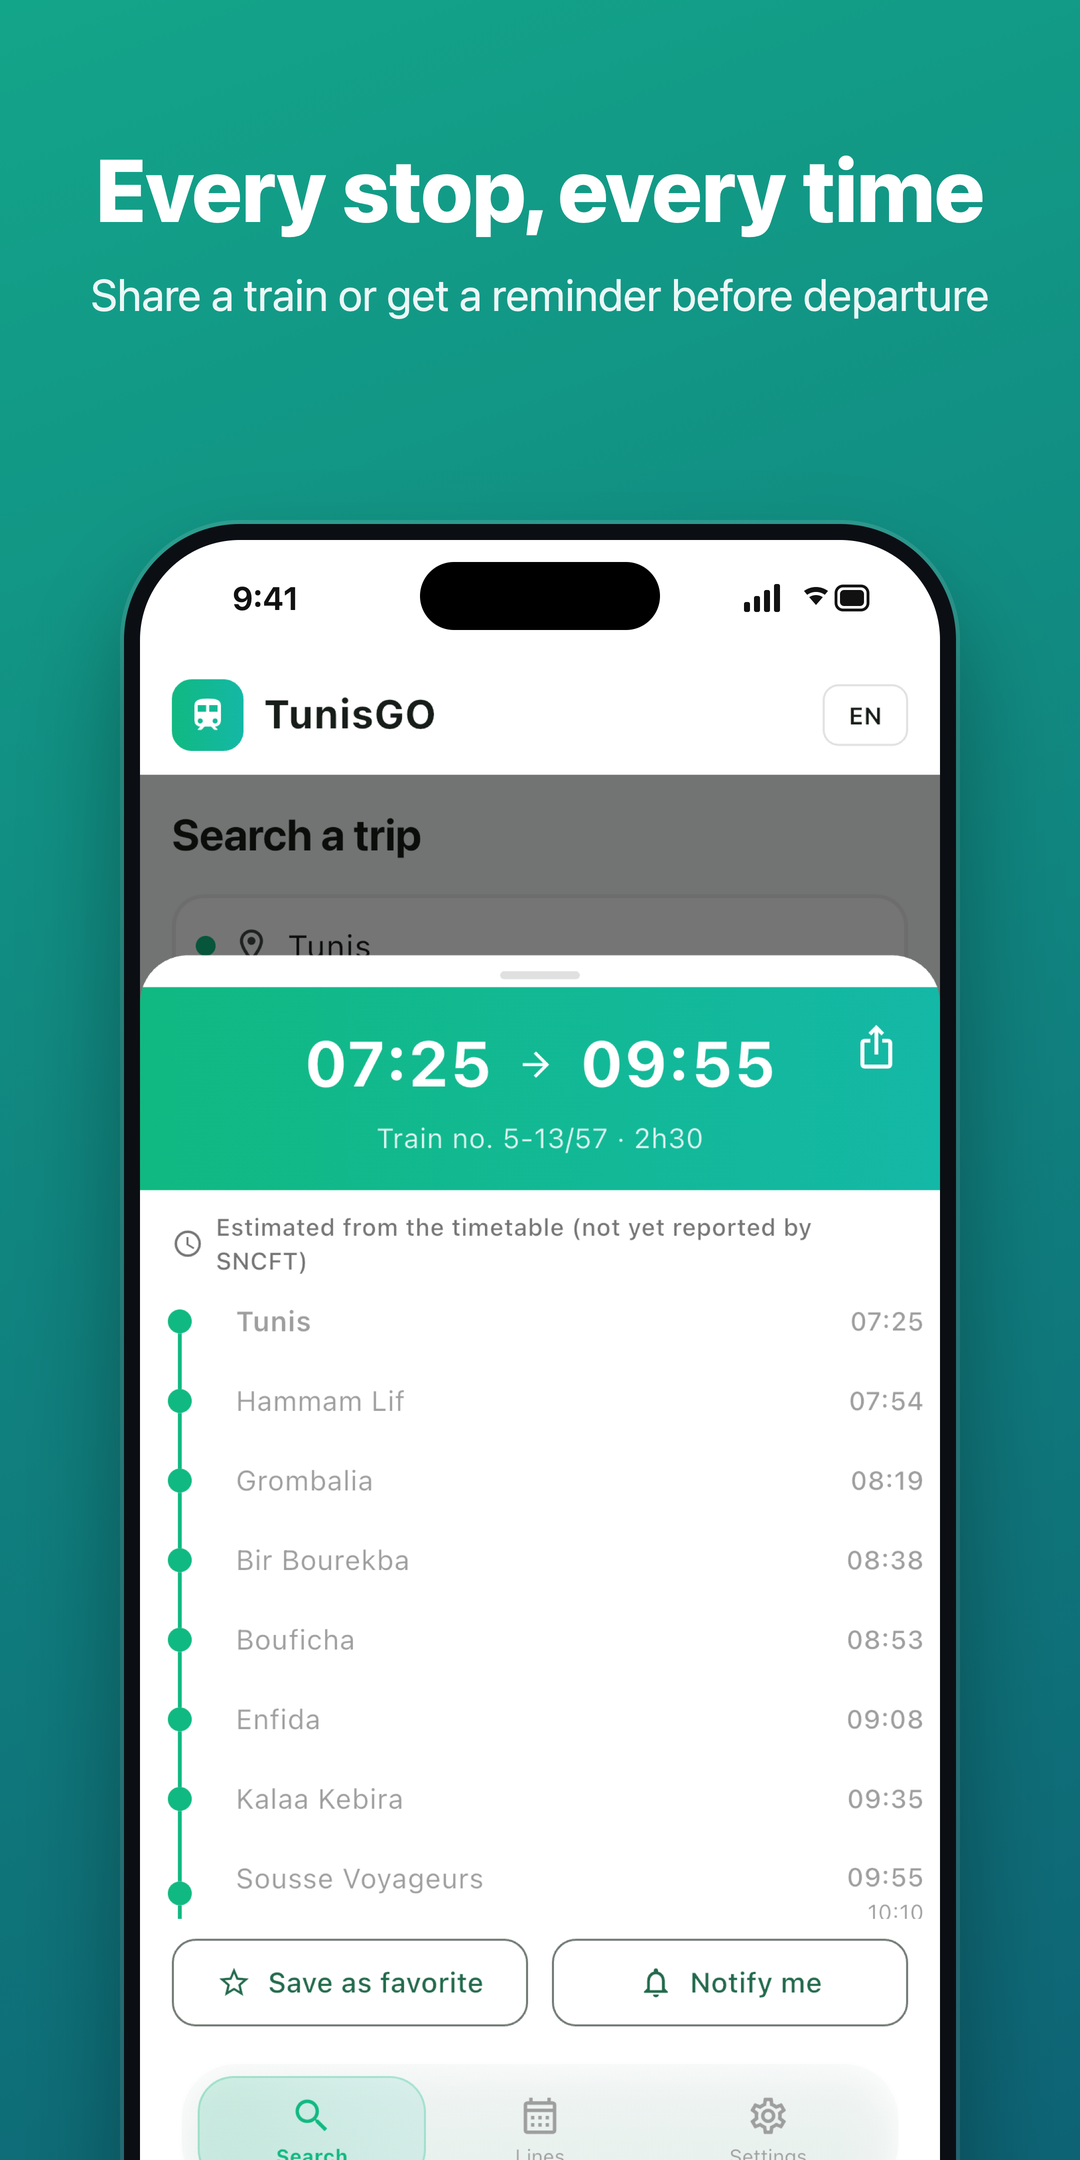 Every stop, every time
Share a train or get a reminder before departure
9:41
TunisGO
EN
Search a trip
Tunis
07:25 → 09:55
Train no. 5-13/57 · 2h30
Estimated from the timetable (not yet reported by
SNCFT)
Tunis 07:25
Hammam Lif 07:54
Grombalia 08:19
Bir Bourekba 08:38
Bouficha 08:53
Enfida 09:08
Kalaa Kebira 09:35
Sousse Voyageurs 09:55
10:10
Save as favorite
Notify me
Search
Lines
Settings